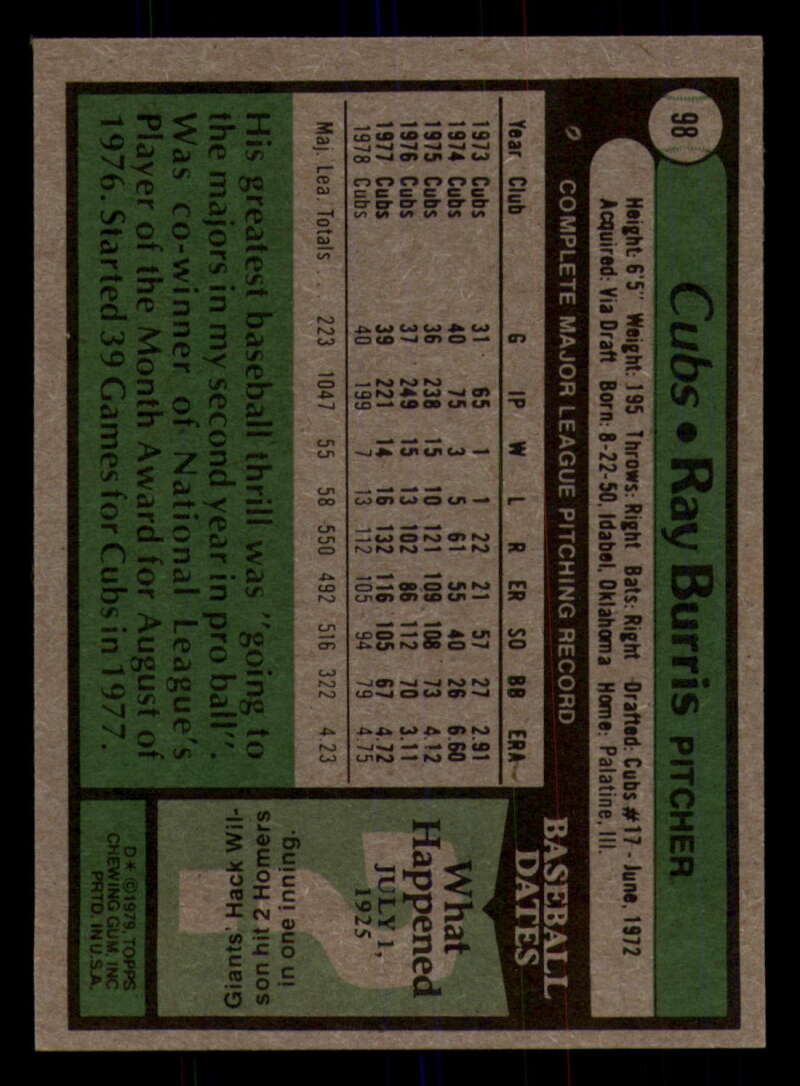 98
Cubs • Ray Burris PITCHER
Height: 6'5" Weight: 195 Throws: Right Bats: Right Drafted: Cubs #17 - June, 1972
Acquired: Via Draft Born: 8-22-50, Idabel, Oklahoma Home: Palatine, Ill.
COMPLETE MAJOR LEAGUE PITCHING RECORD
Year Club G IP W L R ER SO BB ERA
1973 Cubs 31 65 1 1 22 21 57 27 2.91
1974 Cubs 40 75 3 5 61 55 40 26 6.60
1975 Cubs 36 238 15 10 121 109 108 73 4.12
1976 Cubs 37 249 15 13 102 86 112 70 3.11
1977 Cubs 39 221 14 16 132 116 105 67 4.72
1978 Cubs 40 199 7 13 112 105 94 79 4.75
Maj. Lea. Totals . . . 223 1047 55 58 550 492 516 322 4.23
His greatest baseball thrill was "going to
the majors in my second year in pro ball".
Was co-winner of National League's
Player of the Month Award for August of
1976. Started 39 Games for Cubs in 1977.
BASEBALL
DATES
What
Happened
JULY 1,
1925
Giants' Hack Wil-
son hit 2 Homers
in one inning.
D* ©1979, TOPPS
CHEWING GUM, INC
PRTD. IN U.S.A.